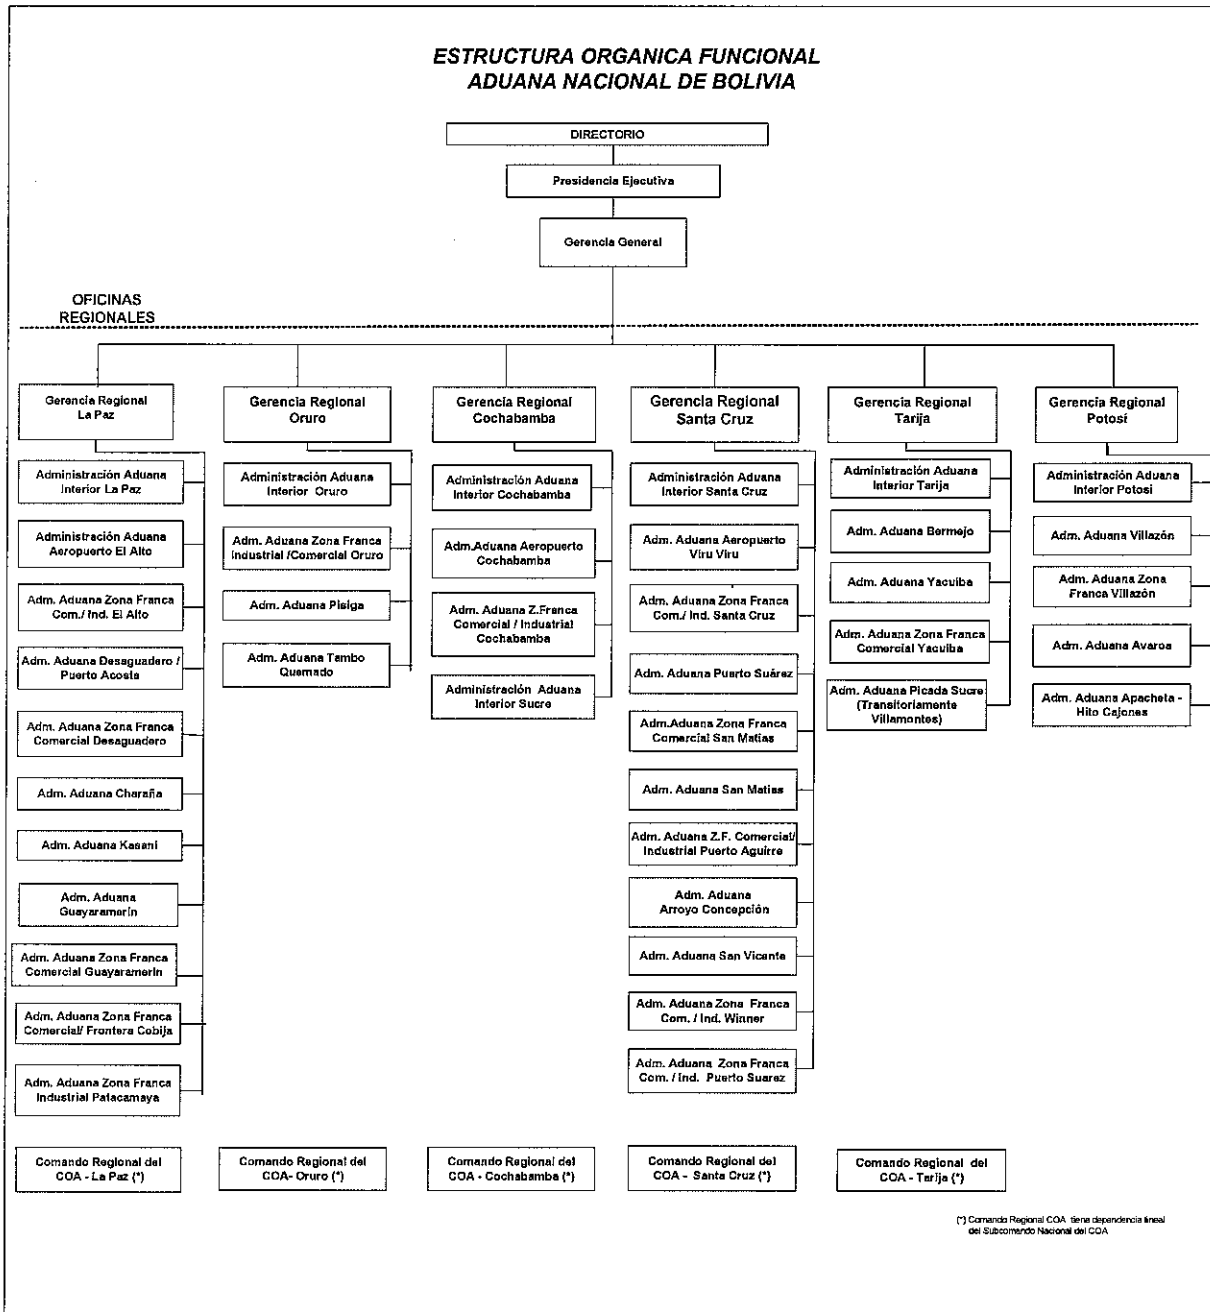 ESTRUCTURA ORGANICA FUNCIONAL
ADUANA NACIONAL DE BOLIVIA
DIRECTORIO
Presidencia Ejecutiva
Gerencia General
OFICINAS
REGIONALES
Gerencia Regional
La Paz
Administración Aduana
Interior La Paz
Administración Aduana
Aeropuerto El Alto
Adm. Aduana Zona Franca
Com./ Ind. El Alto
Adm. Aduana Desaguadero /
Puerto Acosta
Adm. Aduana Zona Franca
Comercial Desaguadero
Adm. Aduana Charaña
Adm. Aduana Kasani
Adm. Aduana
Guayaramerín
Adm. Aduana Zona Franca
Comercial Guayaramerín
Adm. Aduana Zona Franca
Comercial/ Frontera Cobija
Adm. Aduana Zona Franca
Industrial Patacamaya
Comando Regional del
COA - La Paz (*)
Gerencia Regional
Oruro
Administración Aduana
Interior Oruro
Adm. Aduana Zona Franca
Industrial /Comercial Oruro
Adm. Aduana Pisiga
Adm. Aduana Tambo
Quemado
Comando Regional del
COA- Oruro (*)
Gerencia Regional
Cochabamba
Administración Aduana
Interior Cochabamba
Adm.Aduana Aeropuerto
Cochabamba
Adm. Aduana Z.Franca
Comercial / Industrial
Cochabamba
Administración Aduana
Interior Sucre
Comando Regional del
COA - Cochabamba (*)
Gerencia Regional
Santa Cruz
Administración Aduana
Interior Santa Cruz
Adm. Aduana Aeropuerto
Viru Viru
Adm. Aduana Zona Franca
Com./ Ind. Santa Cruz
Adm. Aduana Puerto Suárez
Adm.Aduana Zona Franca
Comercial San Matias
Adm. Aduana San Matias
Adm. Aduana Z.F. Comercial/
Industrial Puerto Aguirre
Adm. Aduana
Arroyo Concepción
Adm. Aduana San Vicente
Adm. Aduana Zona Franca
Com. / Ind. Winner
Adm. Aduana Zona Franca
Com. / Ind. Puerto Suarez
Comando Regional del
COA - Santa Cruz (*)
Gerencia Regional
Tarija
Administración Aduana
Interior Tarija
Adm. Aduana Bermejo
Adm. Aduana Yacuiba
Adm. Aduana Zona Franca
Comercial Yacuiba
Adm. Aduana Picada Sucre
(Transitoriamente
Villamontes)
Comando Regional del
COA - Tarija (*)
Gerencia Regional
Potosí
Administración Aduana
Interior Potosí
Adm. Aduana Villazón
Adm. Aduana Zona
Franca Villazón
Adm. Aduana Avaroa
Adm. Aduana Apacheta -
Hito Cajones
(*) Comando Regional COA tiene dependencia lineal
del Subcomando Nacional del COA